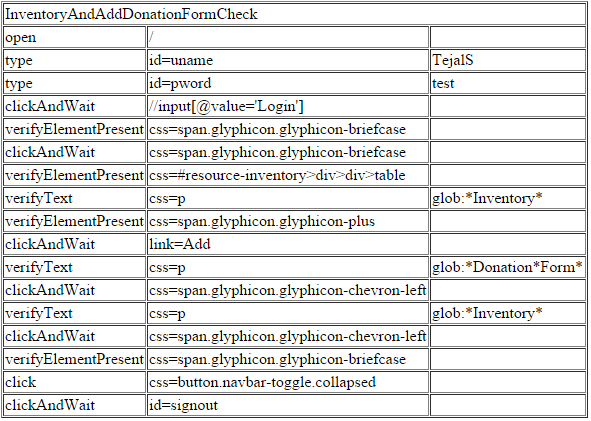 InventoryAndAddDonationFormCheck
open /
type id=uname TejalS
type id=pword test
clickAndWait //input[@value='Login']
verifyElementPresent css=span.glyphicon.glyphicon-briefcase
clickAndWait css=span.glyphicon.glyphicon-briefcase
verifyElementPresent css=#resource-inventory>div>div>table
verifyText css=p glob:*Inventory*
verifyElementPresent css=span.glyphicon.glyphicon-plus
clickAndWait link=Add
verifyText css=p glob:*Donation*Form*
clickAndWait css=span.glyphicon.glyphicon-chevron-left
verifyText css=p glob:*Inventory*
clickAndWait css=span.glyphicon.glyphicon-chevron-left
verifyElementPresent css=span.glyphicon.glyphicon-briefcase
click css=button.navbar-toggle.collapsed
clickAndWait id=signout